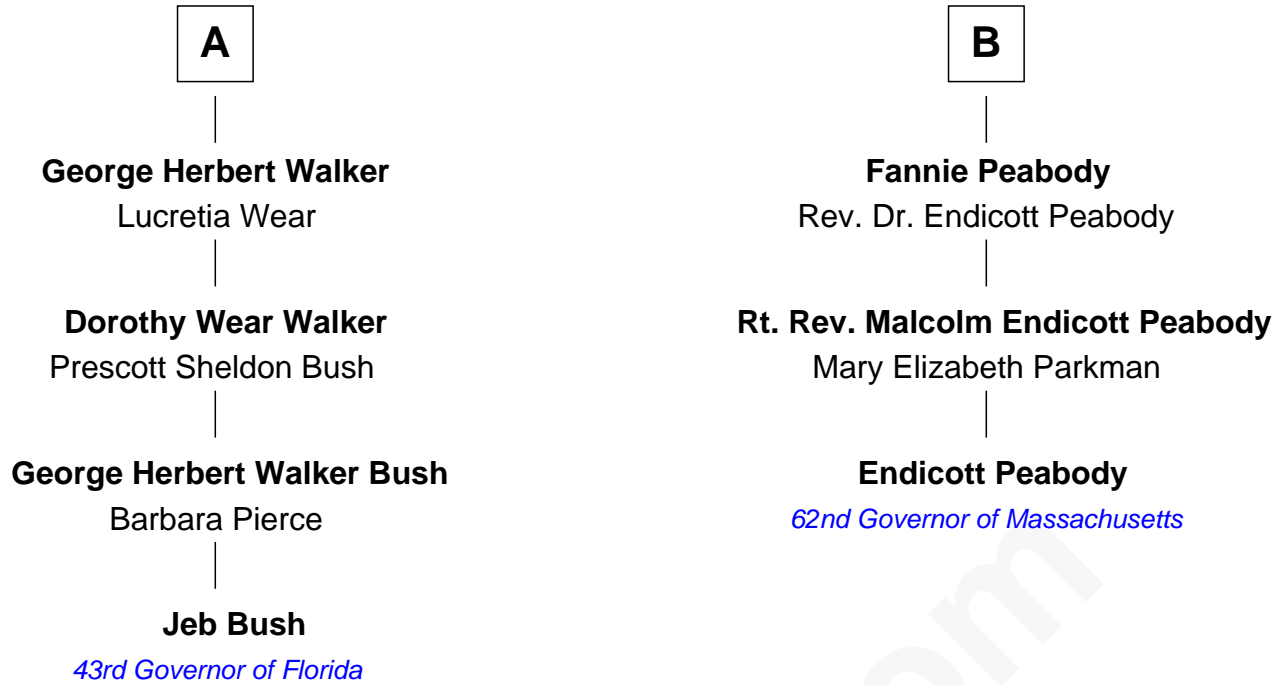 A
George Herbert Walker
Lucretia Wear
Dorothy Wear Walker
Prescott Sheldon Bush
George Herbert Walker Bush
Barbara Pierce
Jeb Bush
43rd Governor of Florida
B
Fannie Peabody
Rev. Dr. Endicott Peabody
Rt. Rev. Malcolm Endicott Peabody
Mary Elizabeth Parkman
Endicott Peabody
62nd Governor of Massachusetts
om